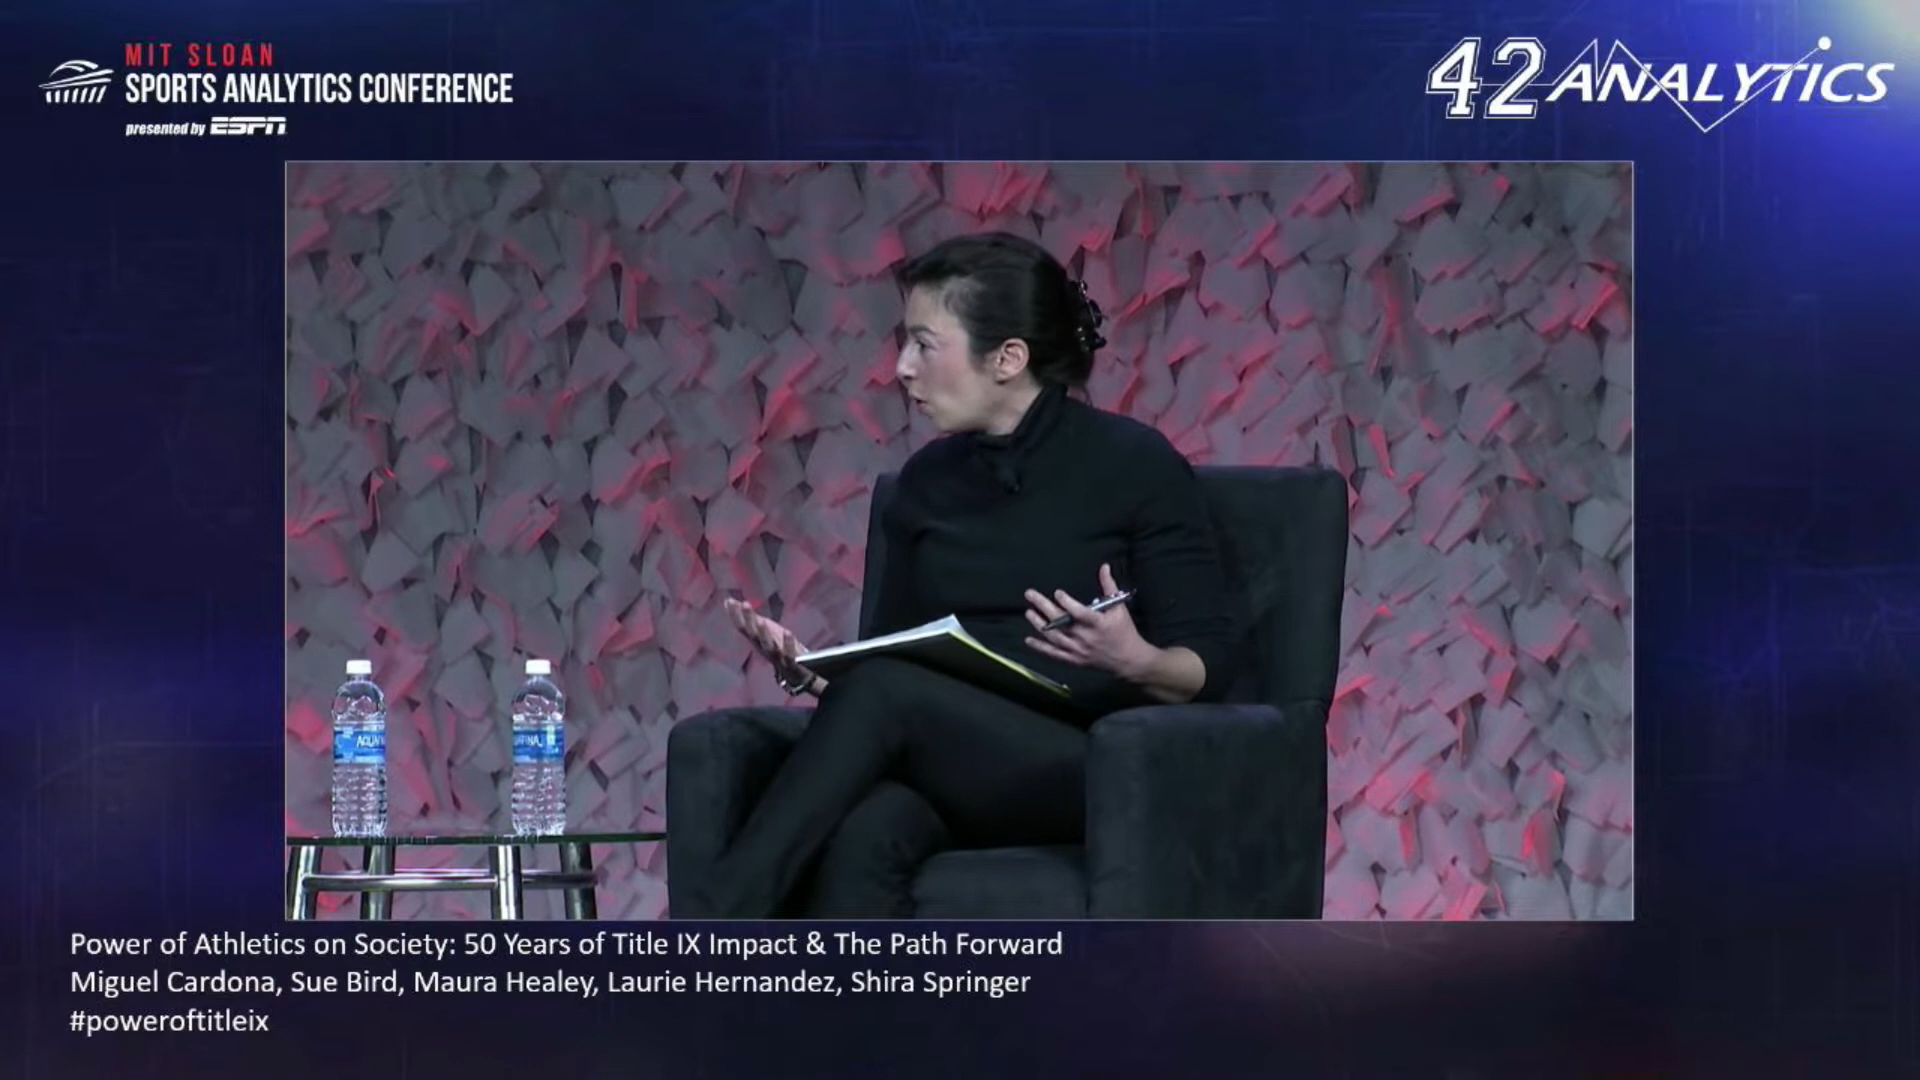 MIT SLOAN
SPORTS ANALYTICS CONFERENCE
presented by ESPN
42 ANALYTICS
Power of Athletics on Society: 50 Years of Title IX Impact & The Path Forward
Miguel Cardona, Sue Bird, Maura Healey, Laurie Hernandez, Shira Springer
#poweroftitleix